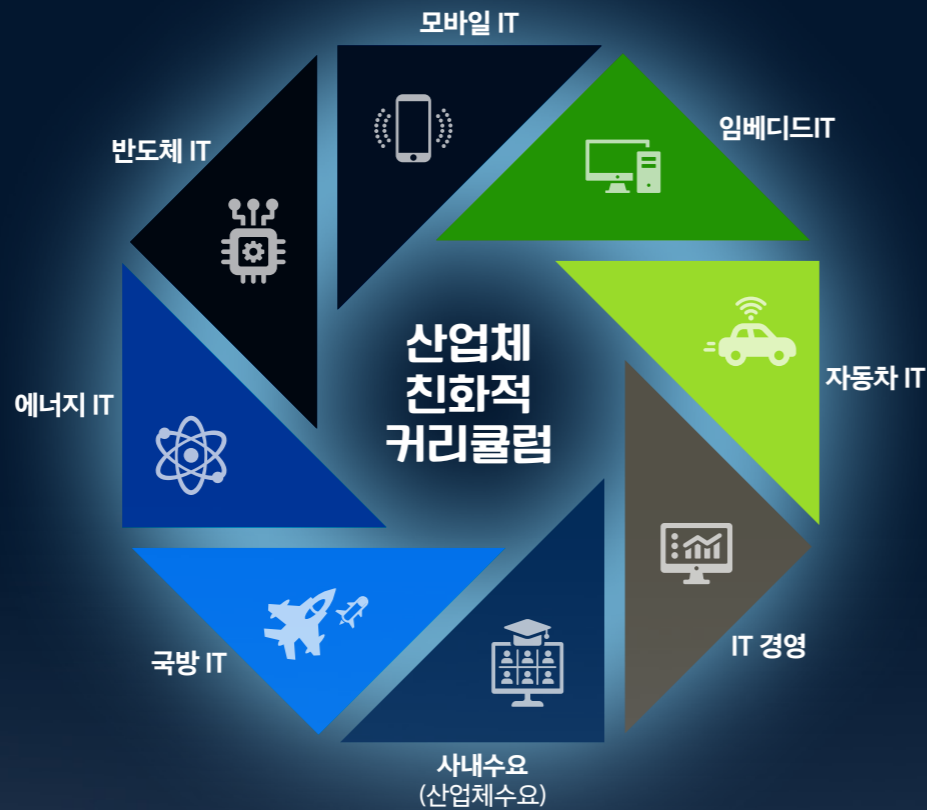 모바일 IT
임베디드IT
반도체 IT
산업체
친화적
커리큘럼
자동차 IT
에너지 IT
IT 경영
국방 IT
사내수요
(산업체수요)